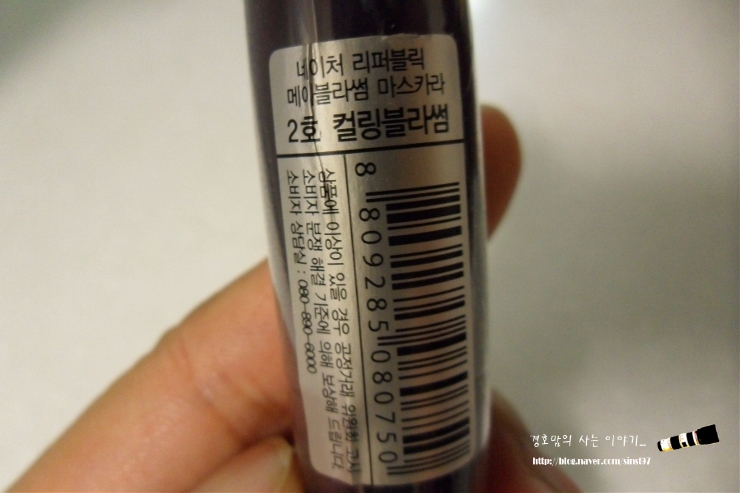 네이처 리퍼블릭
메이블라썸 마스카라
2호 컬링블라썸
상품에 이상이 있을 경우 공정거래 위원회 고시
소비자 분쟁 해결 기준에 의해 보상해 드립니다.
소비자 상담실 : 080-890-6000
8 809285 080750
경호맘의 사는 이야기_
http://blog.naver.com/sinst97